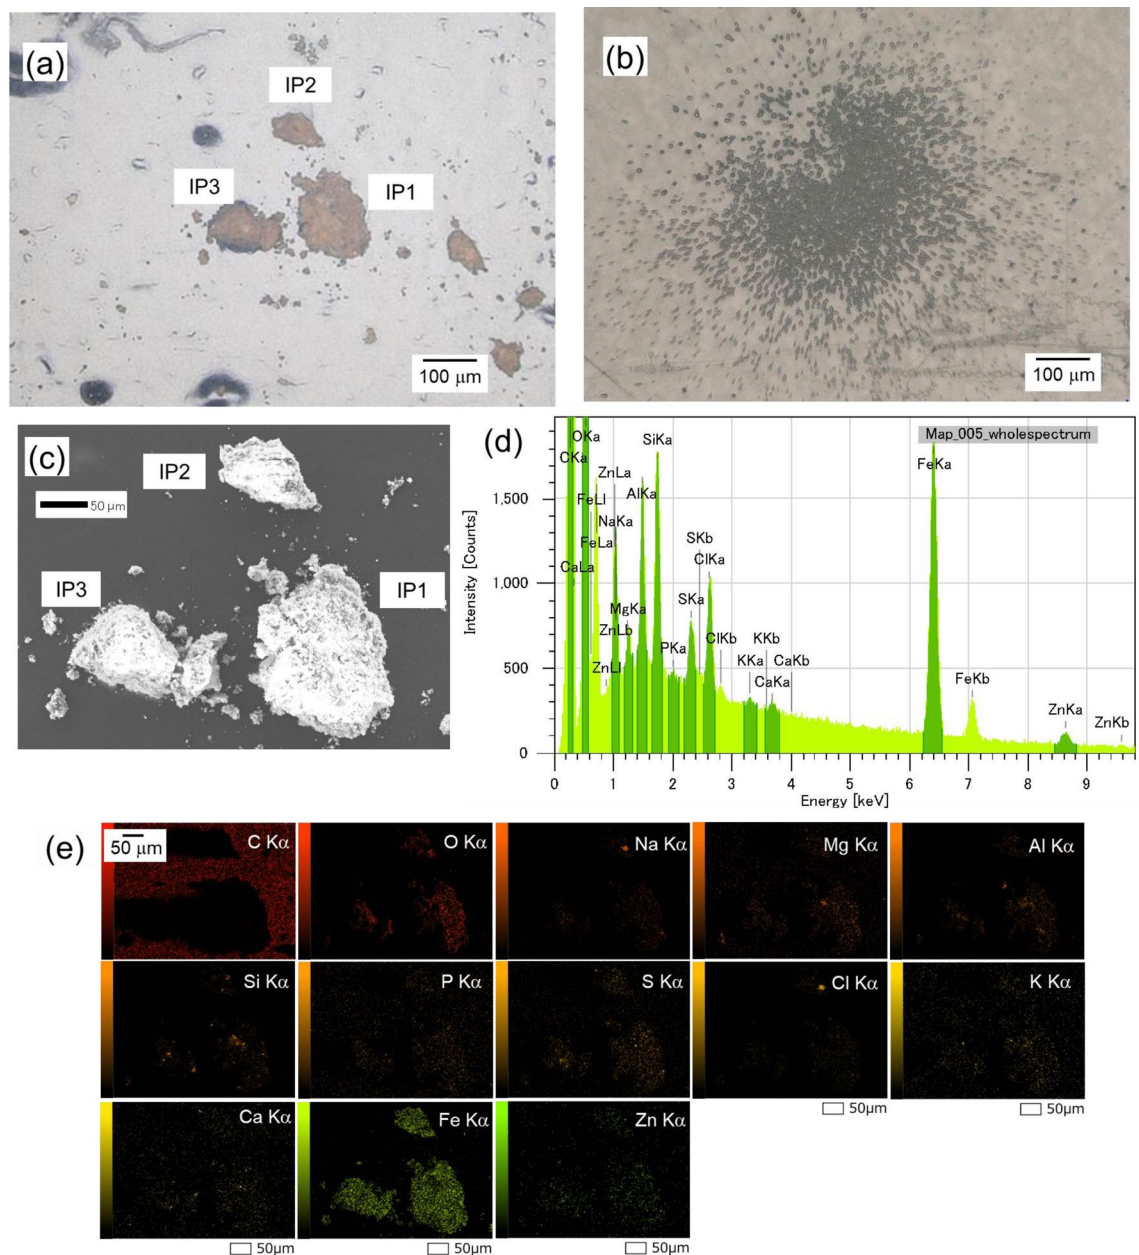 (a)
IP2
IP3
IP1
100 μm
(b)
100 μm
(c)
IP2
50 μm
IP3
IP1
(d)
Map_005_wholespectrum
Intensity [Counts]
1,500
1,000
500
0
OKa
CKa
SiKa
FeKa
ZnLa
AlKa
FeLl
NaKa
FeLa
SKb
ClKa
CaLa
MgKa
ZnLb
SKa
PKa
ClKb
KKb
ZnLl
KKa
CaKb
CaKa
FeKb
ZnKa
ZnKb
0 1 2 3 4 5 6 7 8 9
Energy [keV]
(e)
50 μm
C Kα
O Kα
Na Kα
Mg Kα
Al Kα
Si Kα
P Kα
S Kα
Cl Kα
K Kα
50μm
50μm
Ca Kα
Fe Kα
Zn Kα
50μm
50μm
50μm